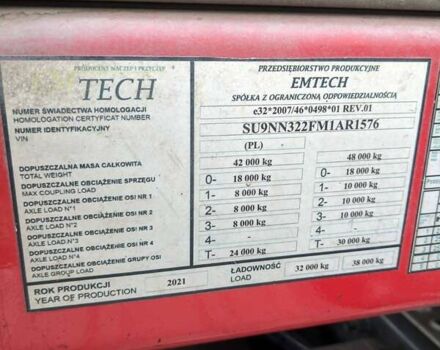 PRODUCENT NACZEP I PRZYCZEP
TECH
PRZEDSIĘBIORSTWO PRODUKCYJNE
EMTECH
SPÓŁKA Z OGRANICZONĄ ODPOWIEDZIALNOŚCIĄ
NUMER ŚWIADECTWA HOMOLOGACJI
HOMOLOGATION CERTYFICAT NUMBER
e32*2007/46*0498*01 REV.01
NUMER IDENTYFIKACYJNY
VIN
SU9NN322FM1AR1576
(PL)
DOPUSZCZALNA MASA CAŁKOWITA
TOTAL WEIGHT
42 000 kg
48 000 kg
DOPUSZCZALNE OBCIĄŻENIE SPRZĘGU
MAX COUPLING LOAD
0- 18 000 kg
0- 18 000 kg
DOPUSZCZALNE OBCIĄŻENIE OSI NR 1
AXLE LOAD N°1
1- 8 000 kg
1- 10 000 kg
DOPUSZCZALNE OBCIĄŻENIE OSI NR 2
AXLE LOAD N°2
2- 8 000 kg
2- 10 000 kg
DOPUSZCZALNE OBCIĄŻENIE OSI NR 3
AXLE LOAD N°3
3- 8 000 kg
3- 10 000 kg
DOPUSZCZALNE OBCIĄŻENIE OSI NR 4
AXLE LOAD N°4
4-
4-
DOPUSZCZALNE OBCIĄŻENIE GRUPY OSI
AXLE GROUP LOAD
T- 24 000 kg
T- 30 000 kg
ROK PRODUKCJI
YEAR OF PRODUCTION
2021
ŁADOWNOŚĆ
LOAD
32 000 kg
38 000 kg